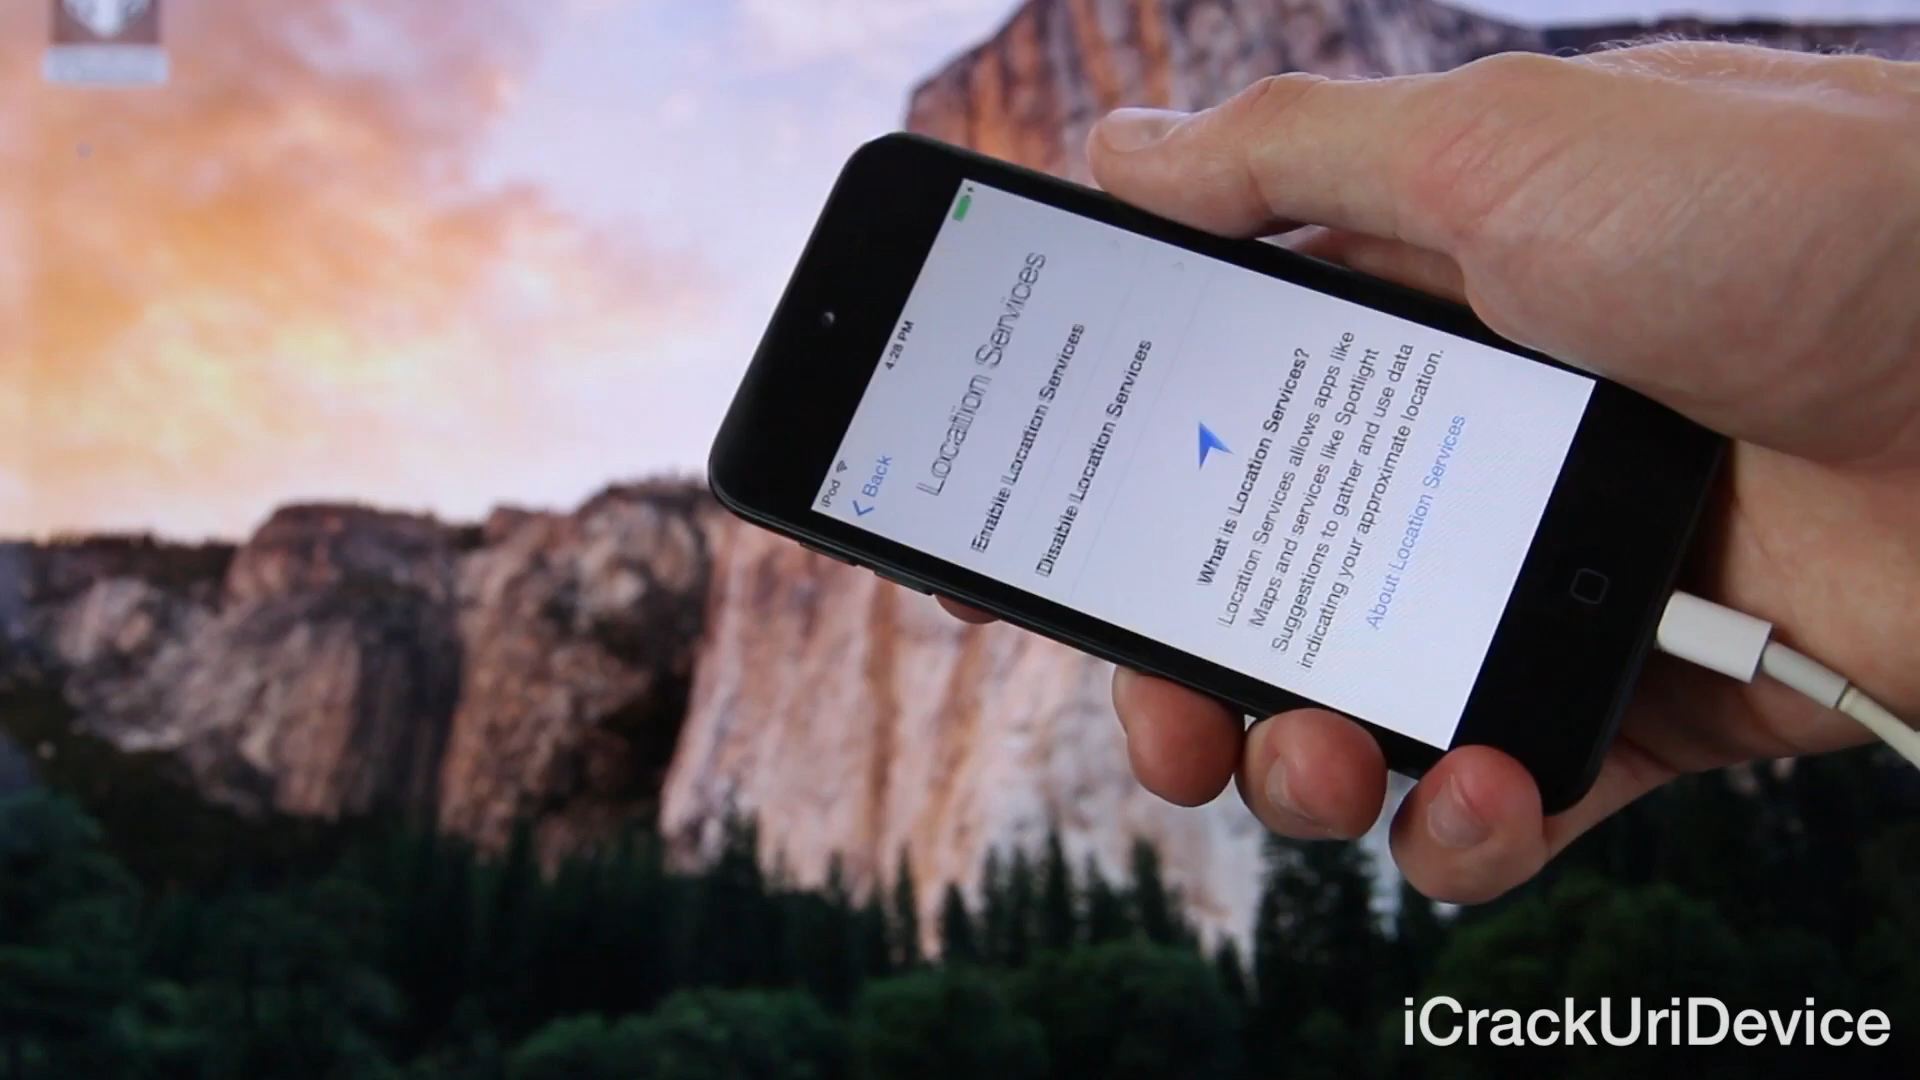 iPod
4:28 PM
Back
Location Services
Enable Location Services
Disable Location Services
What is Location Services?
Location Services allows apps like
Maps and services like Spotlight
Suggestions to gather and use data
indicating your approximate location.
About Location Services
iCrackUriDevice